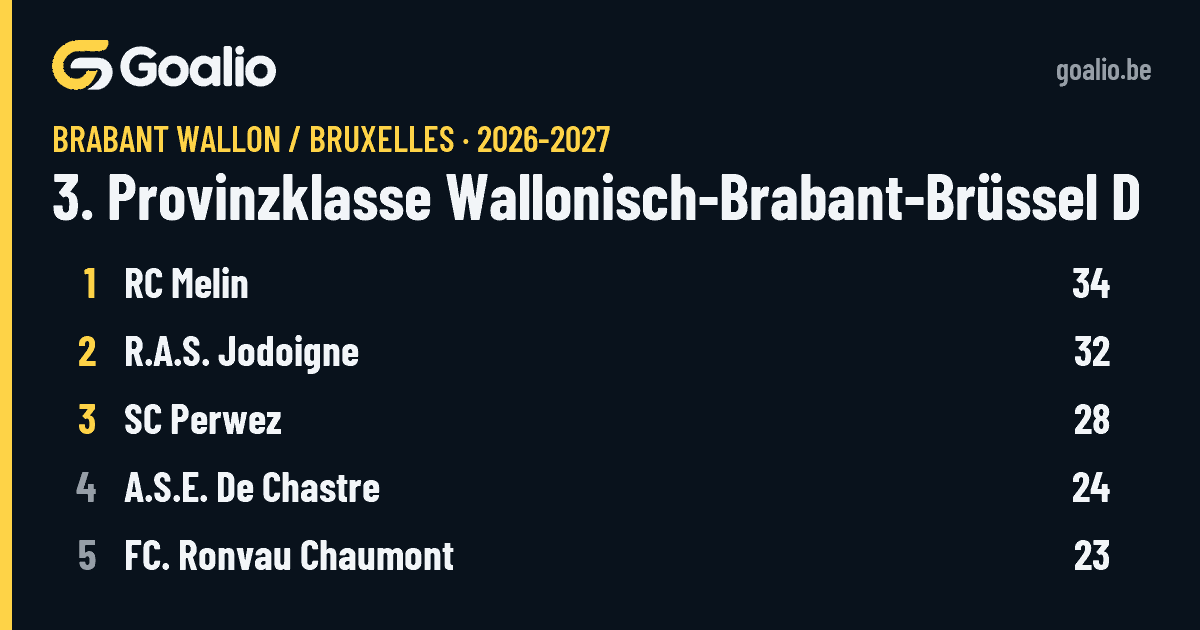 Goalio
goalio.be
BRABANT WALLON / BRUXELLES · 2026-2027
3. Provinzklasse Wallonisch-Brabant-Brüssel D
1 RC Melin 34
2 R.A.S. Jodoigne 32
3 SC Perwez 28
4 A.S.E. De Chastre 24
5 FC. Ronvau Chaumont 23